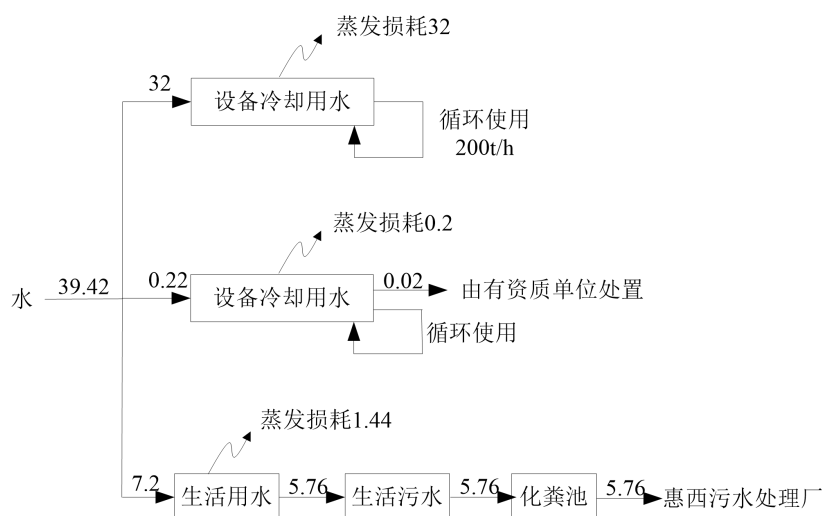 蒸发损耗32
32
设备冷却用水
循环使用
200t/h
蒸发损耗0.2
水
39.42
0.22
设备冷却用水
0.02
由有资质单位处置
循环使用
蒸发损耗1.44
7.2
生活用水
5.76
生活污水
5.76
化粪池
5.76
惠西污水处理厂